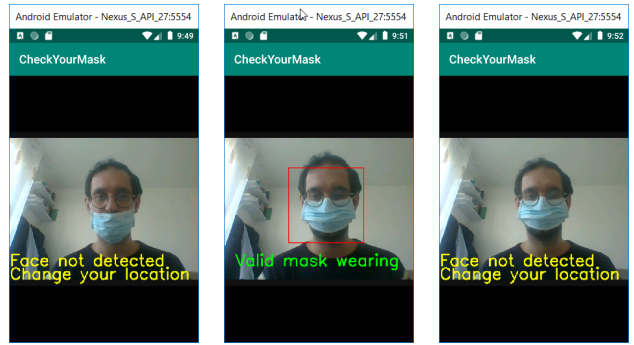 Android Emulator - Nexus_S_API_27:5554
9:49
CheckYourMask
Face not detected
Change your location
Android Emulator - Nexus_S_API_27:5554
9:51
CheckYourMask
Valid mask wearing
Android Emulator - Nexus_S_API_27:5554
9:52
CheckYourMask
Face not detected
Change your location